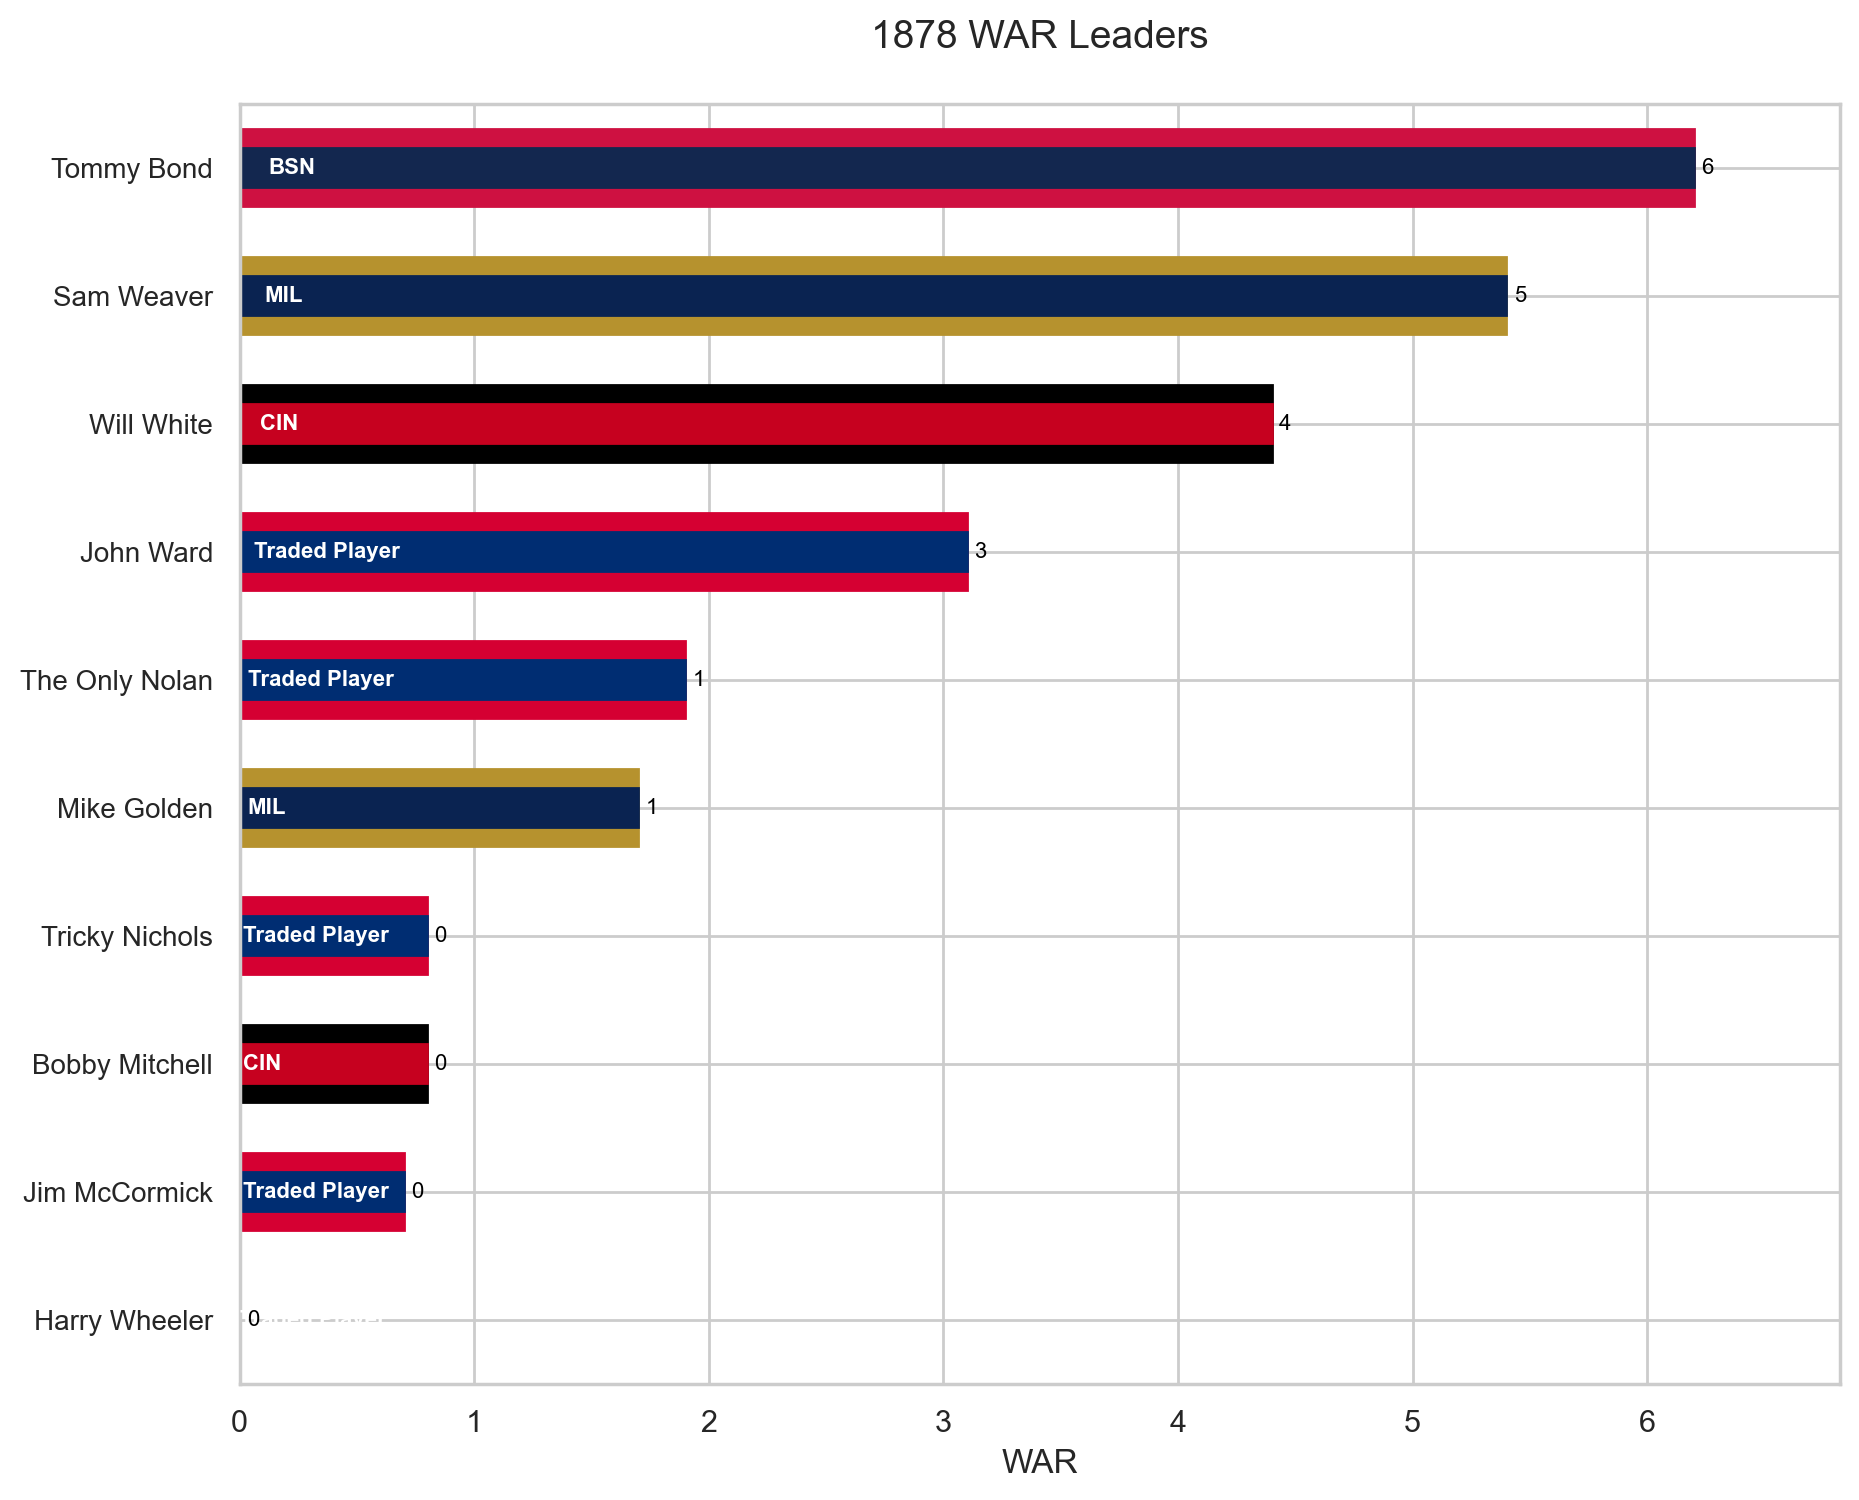 1878 WAR Leaders
Tommy Bond BSN 6
Sam Weaver MIL 5
Will White CIN 4
John Ward Traded Player 3
The Only Nolan Traded Player 1
Mike Golden MIL 1
Tricky Nichols Traded Player 0
Bobby Mitchell CIN 0
Jim McCormick Traded Player 0
Harry Wheeler 0
0 1 2 3 4 5 6
WAR